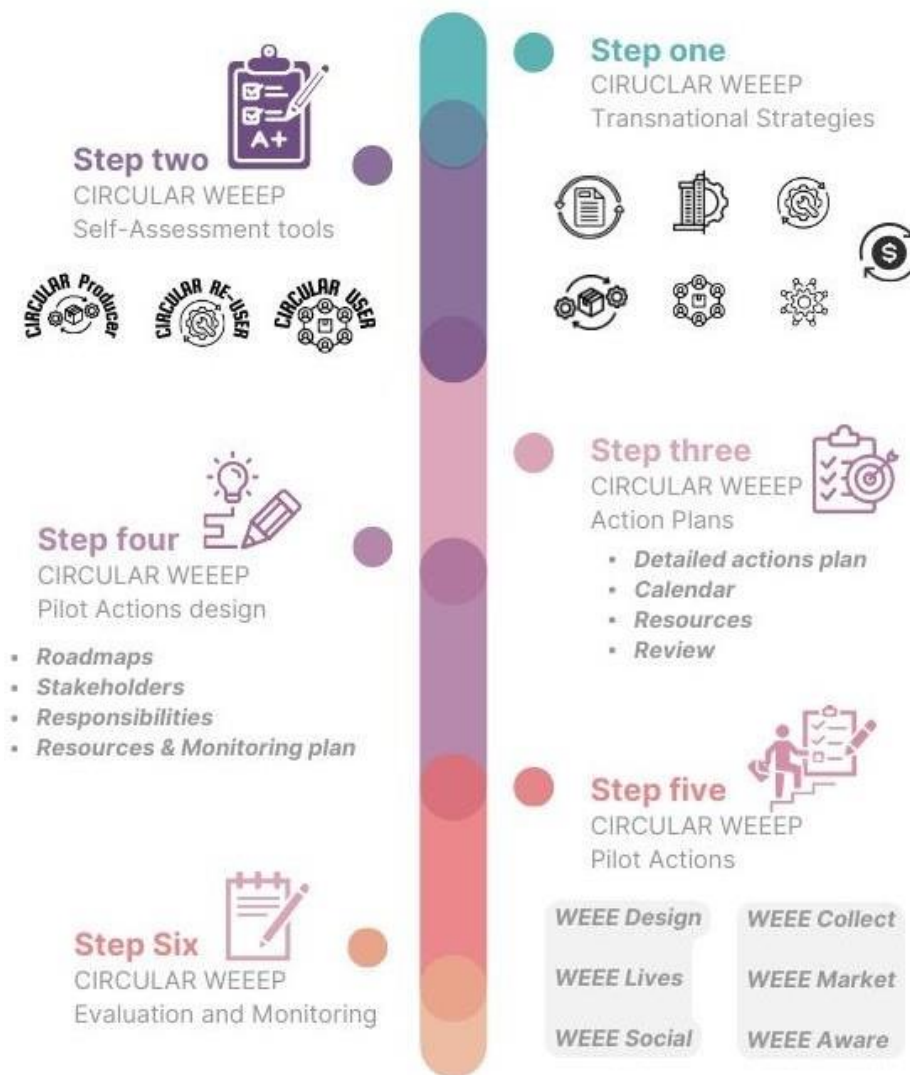 Step one
CIRUCLAR WEEEP
Transnational Strategies
$
A+
Step two
CIRCULAR WEEEP
Self-Assessment tools
CIRCULAR Producer
CIRCULAR RE-USER
CIRCULAR USER
Step three
CIRCULAR WEEEP
Action Plans
▪ Detailed actions plan
▪ Calendar
▪ Resources
▪ Review
Step four
CIRCULAR WEEEP
Pilot Actions design
▪ Roadmaps
▪ Stakeholders
▪ Responsibilities
▪ Resources & Monitoring plan
Step five
CIRCULAR WEEEP
Pilot Actions
WEEE Design
WEEE Collect
WEEE Lives
WEEE Market
WEEE Social
WEEE Aware
Step Six
CIRCULAR WEEEP
Evaluation and Monitoring